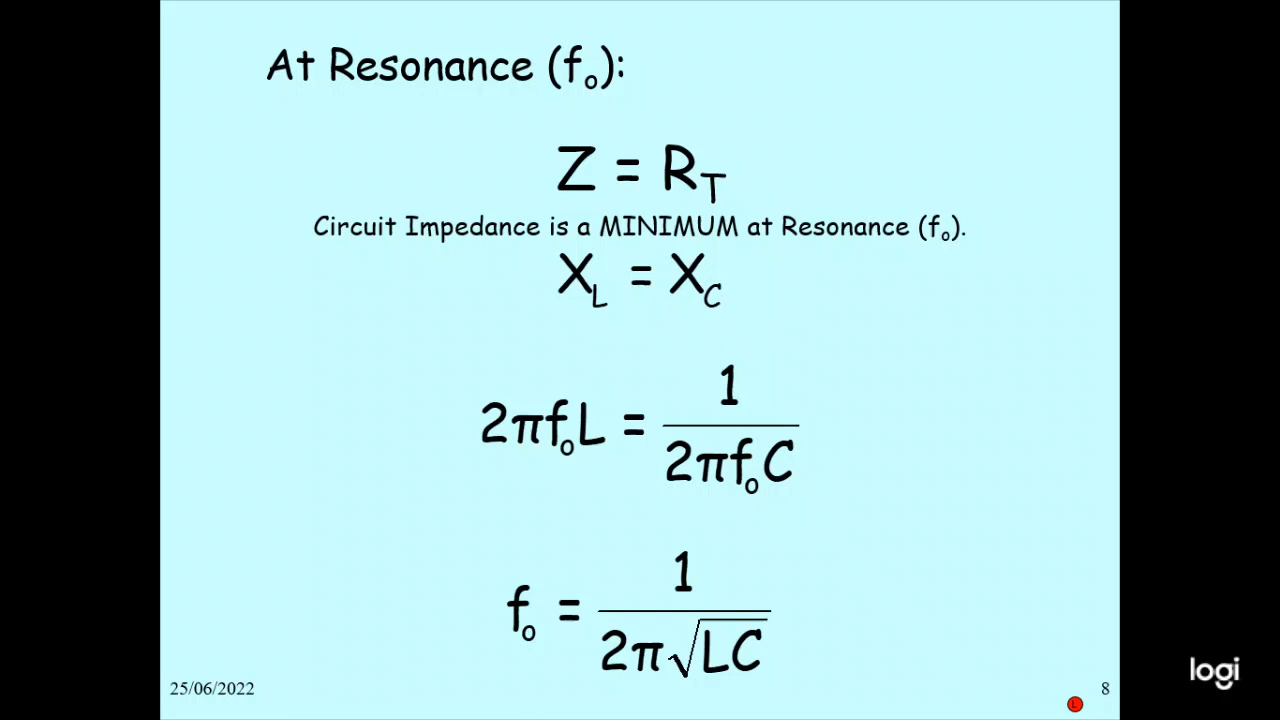 At Resonance (fo):
Z = RT
Circuit Impedance is a MINIMUM at Resonance (fo).
XL = XC
2πfoL = 1/2πfoC
fo = 1/2π√LC
25/06/2022
8
L
logi